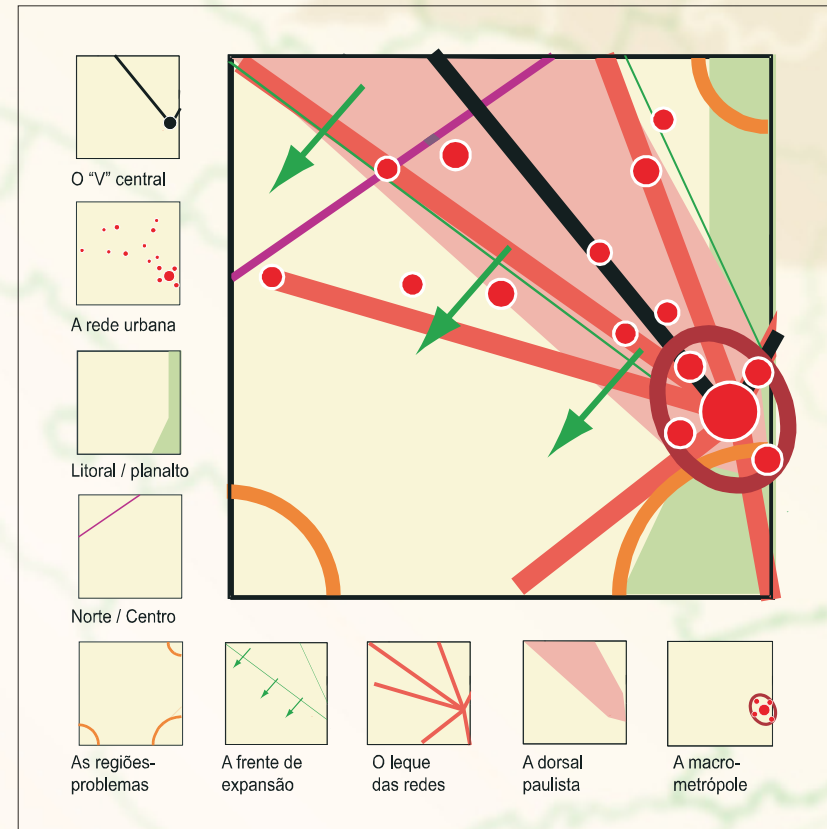 O “V” central
A rede urbana
Litoral / planalto
Norte / Centro
As regiões-
problemas
A frente de
expansão
O leque
das redes
A dorsal
paulista
A macro-
metrópole